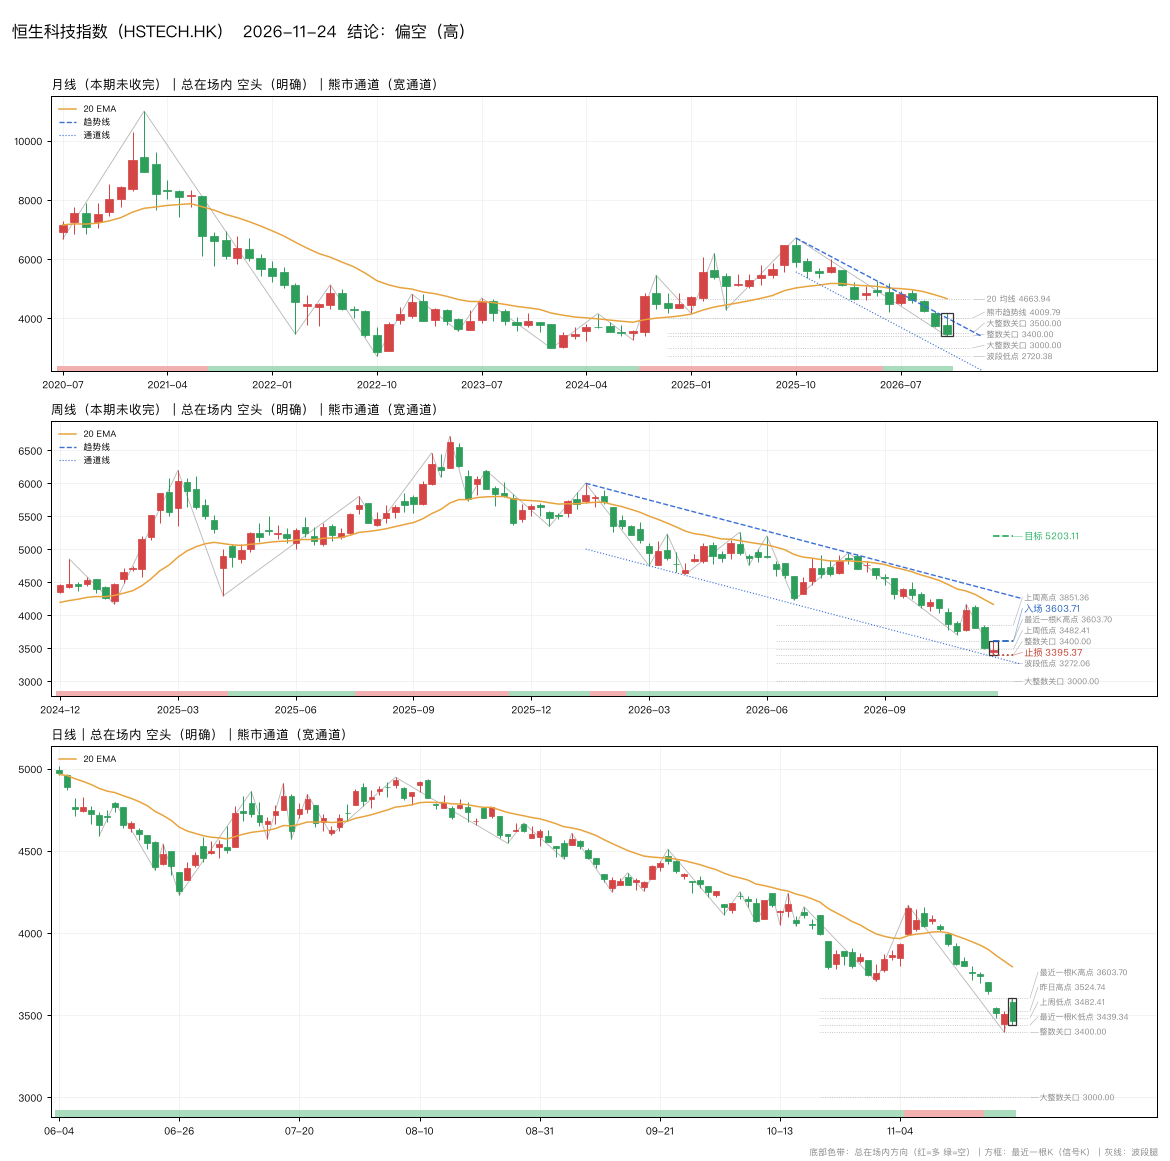 恒生科技指数（HSTECH.HK） 2026-11-24 结论：偏空（高）
月线（本期未收完）｜总在场内 空头（明确）｜熊市通道（宽通道）
20 EMA
趋势线
通道线
10000
8000
6000
4000
20 均线 4663.94
熊市趋势线 4009.79
大整数关口 3500.00
整数关口 3400.00
大整数关口 3000.00
波段低点 2720.38
2020-07 2021-04 2022-01 2022-10 2023-07 2024-04 2025-01 2025-10 2026-07
周线（本期未收完）｜总在场内 空头（明确）｜熊市通道（宽通道）
20 EMA
趋势线
通道线
6500
6000
5500
5000
4500
4000
3500
3000
目标 5203.11
上周高点 3851.36
入场 3603.71
最近一根K高点 3603.70
上周低点 3482.41
整数关口 3400.00
止损 3395.37
波段低点 3272.06
大整数关口 3000.00
2024-12 2025-03 2025-06 2025-09 2025-12 2026-03 2026-06 2026-09
日线｜总在场内 空头（明确）｜熊市通道（宽通道）
20 EMA
5000
4500
4000
3500
3000
最近一根K高点 3603.70
昨日高点 3524.74
上周低点 3482.41
最近一根K低点 3439.34
整数关口 3400.00
大整数关口 3000.00
06-04 06-26 07-20 08-10 08-31 09-21 10-13 11-04
底部色带：总在场内方向（红=多 绿=空）｜方框：最近一根K（信号K）｜灰线：波段腿